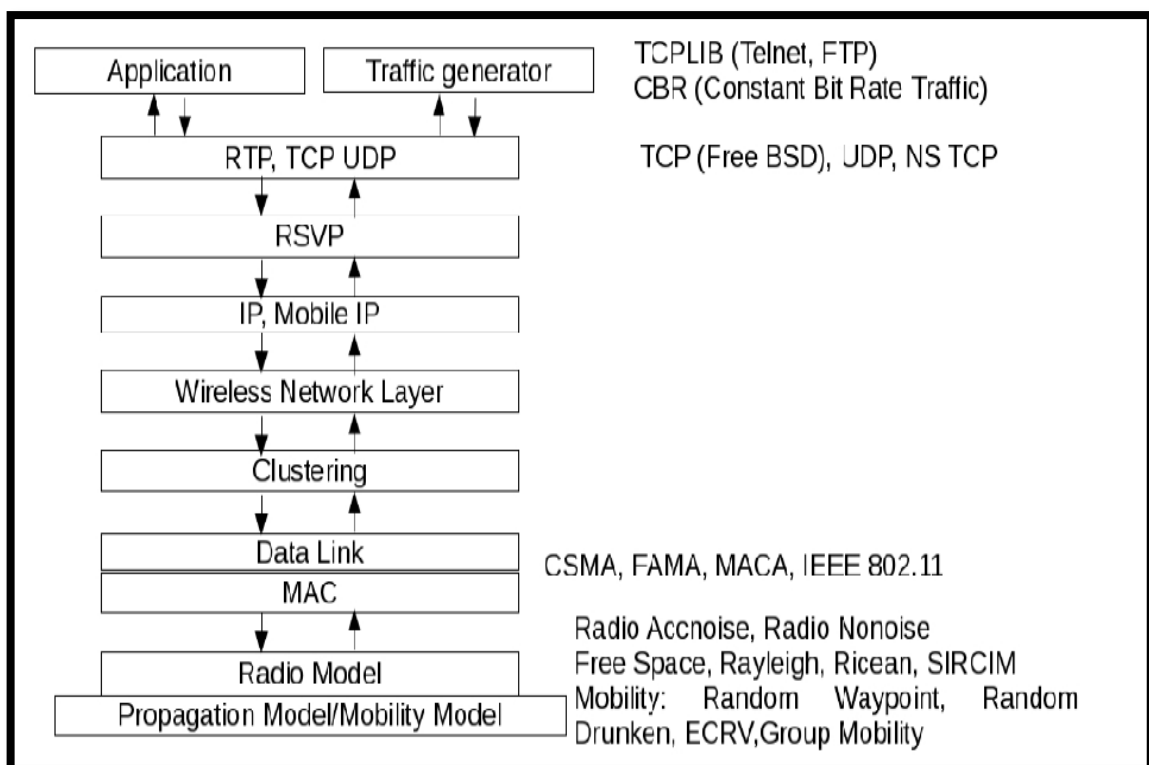 Application
Traffic generator
TCPLIB (Telnet, FTP)
CBR (Constant Bit Rate Traffic)
RTP, TCP UDP
TCP (Free BSD), UDP, NS TCP
RSVP
IP, Mobile IP
Wireless Network Layer
Clustering
Data Link
CSMA, FAMA, MACA, IEEE 802.11
MAC
Radio Model
Radio Accnoise, Radio Nonoise
Free Space, Rayleigh, Ricean, SIRCIM
Mobility: Random Waypoint, Random
Drunken, ECRV,Group Mobility
Propagation Model/Mobility Model